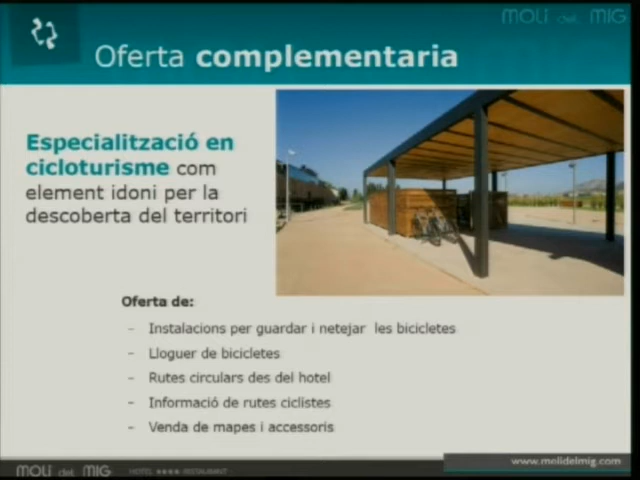 MOLÍ del MIG
Oferta complementaria
Especialització en
cicloturisme com
element idoni per la
descoberta del territori
Oferta de:
- Instalacions per guardar i netejar les bicicletes
- Lloguer de bicicletes
- Rutes circulars des del hotel
- Informació de rutes ciclistes
- Venda de mapes i accessoris
www.molidelmig.com
MOLÍ del MIG HOTEL **** RESTAURANT